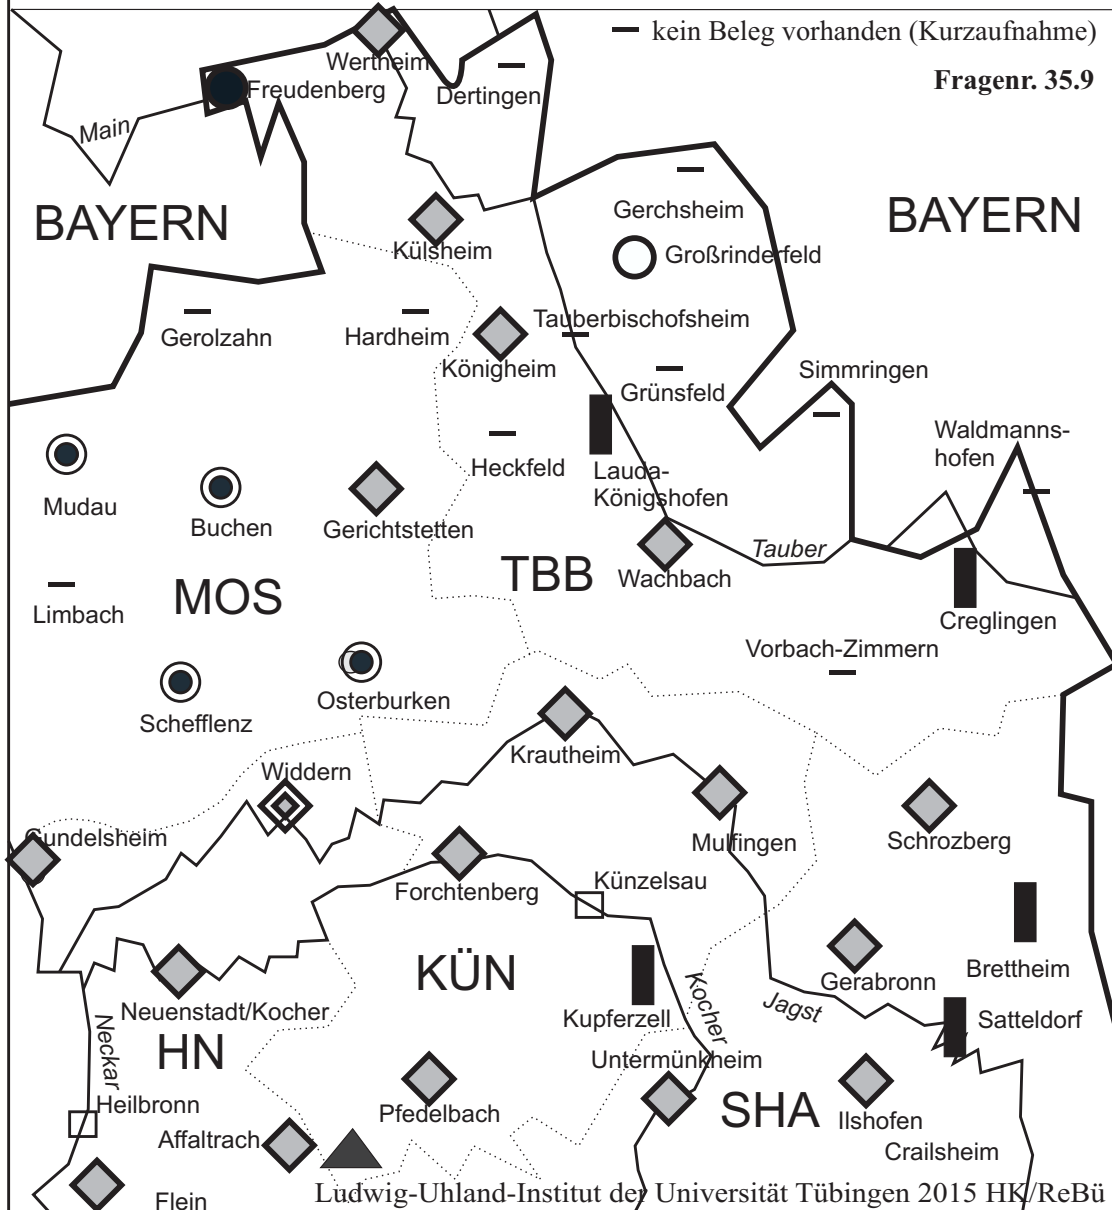 kein Beleg vorhanden (Kurzaufnahme)
Fragenr. 35.9
Wertheim
Freudenberg
Dertingen
Main
BAYERN
BAYERN
Gerchsheim
Külsheim
Großrinderfeld
Gerolzahn
Hardheim
Tauberbischofsheim
Königheim
Simmringen
Grünsfeld
Waldmanns-
hofen
Heckfeld
Lauda-
Königshofen
Mudau
Buchen
Gerichtstetten
Tauber
TBB
Wachbach
MOS
Limbach
Creglingen
Vorbach-Zimmern
Osterburken
Schefflenz
Krautheim
Widdern
Gundelsheim
Mulfingen
Schrozberg
Forchtenberg
Künzelsau
KÜN
Gerabronn
Brettheim
Neuenstadt/Kocher
Kupferzell
Kocher
Jagst
Satteldorf
Neckar
HN
Untermünkheim
Heilbronn
Pfedelbach
SHA
Ilshofen
Affaltrach
Crailsheim
Flein
Ludwig-Uhland-Institut der Universität Tübingen 2015 HK/ReBü